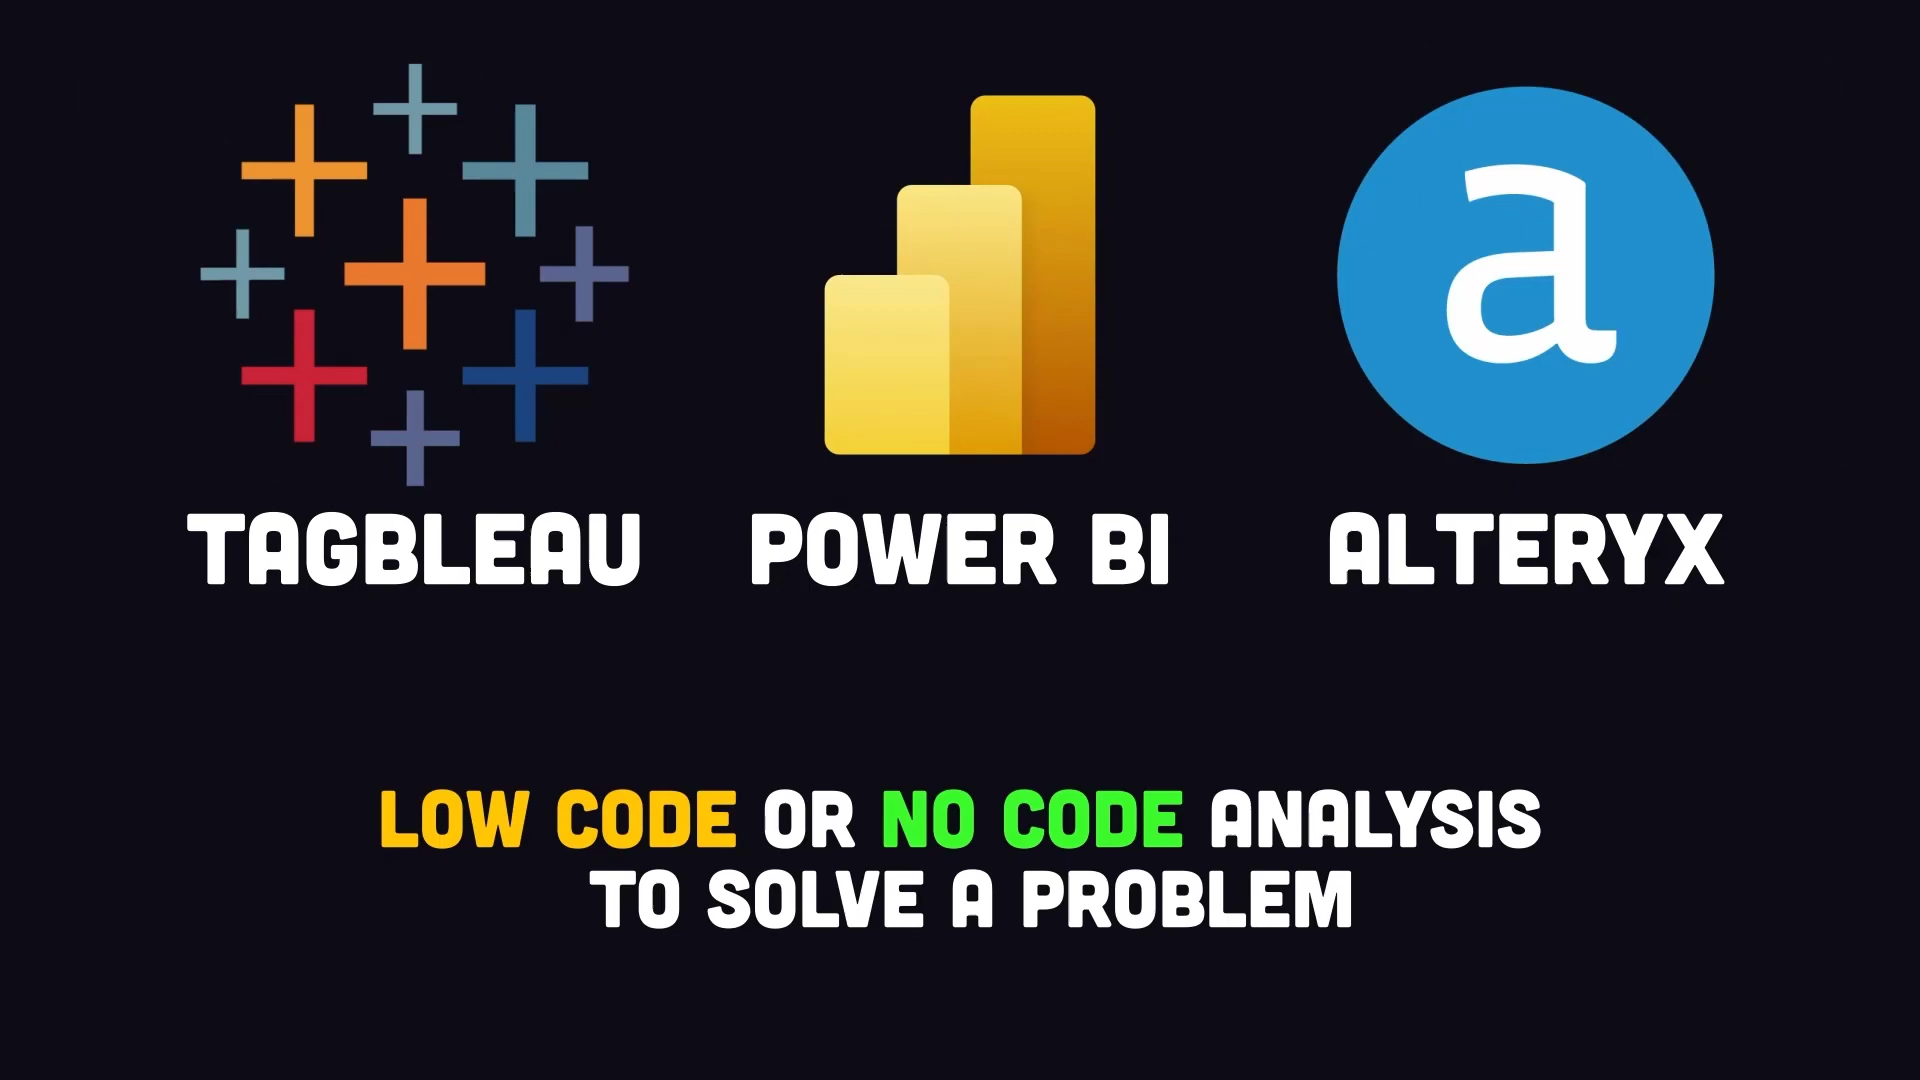 a
TAGBLEAU POWER BI ALTERYX
LOW CODE OR NO CODE ANALYSIS
TO SOLVE A PROBLEM